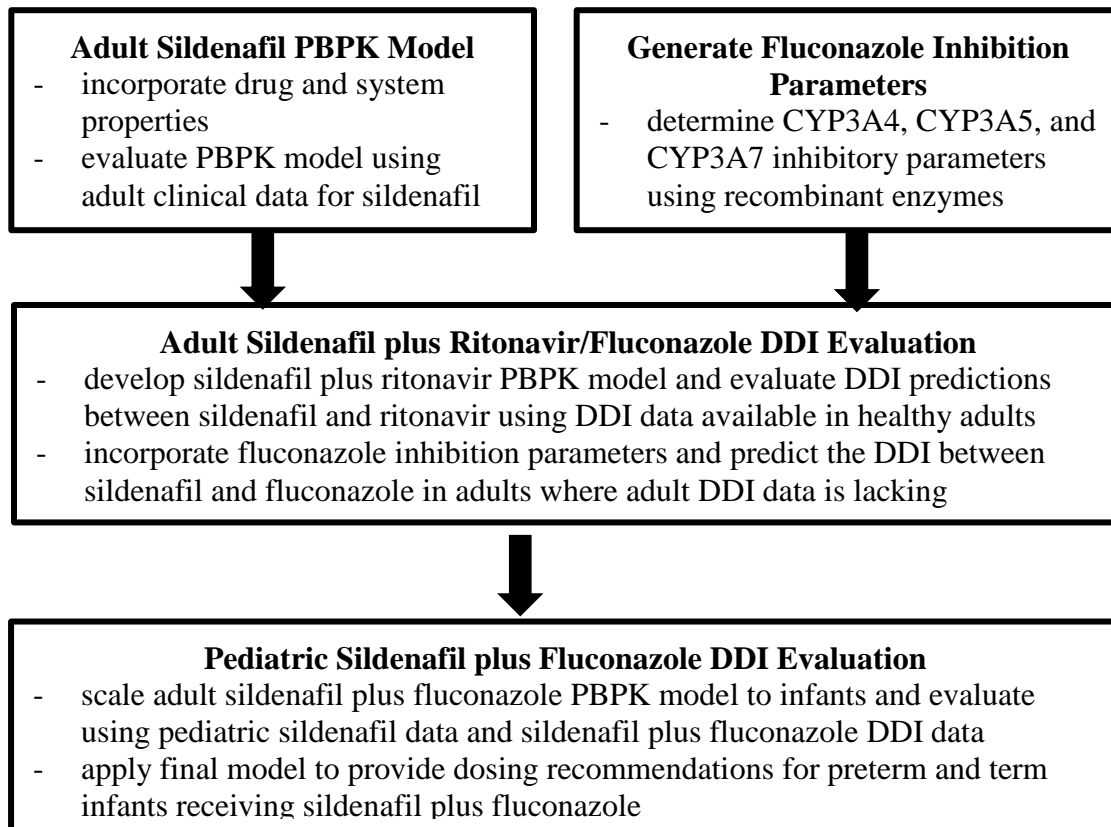 Adult Sildenafil PBPK Model
- incorporate drug and system
properties
- evaluate PBPK model using
adult clinical data for sildenafil
Generate Fluconazole Inhibition
Parameters
- determine CYP3A4, CYP3A5, and
CYP3A7 inhibitory parameters
using recombinant enzymes
Adult Sildenafil plus Ritonavir/Fluconazole DDI Evaluation
- develop sildenafil plus ritonavir PBPK model and evaluate DDI predictions
between sildenafil and ritonavir using DDI data available in healthy adults
- incorporate fluconazole inhibition parameters and predict the DDI between
sildenafil and fluconazole in adults where adult DDI data is lacking
Pediatric Sildenafil plus Fluconazole DDI Evaluation
- scale adult sildenafil plus fluconazole PBPK model to infants and evaluate
using pediatric sildenafil data and sildenafil plus fluconazole DDI data
- apply final model to provide dosing recommendations for preterm and term
infants receiving sildenafil plus fluconazole